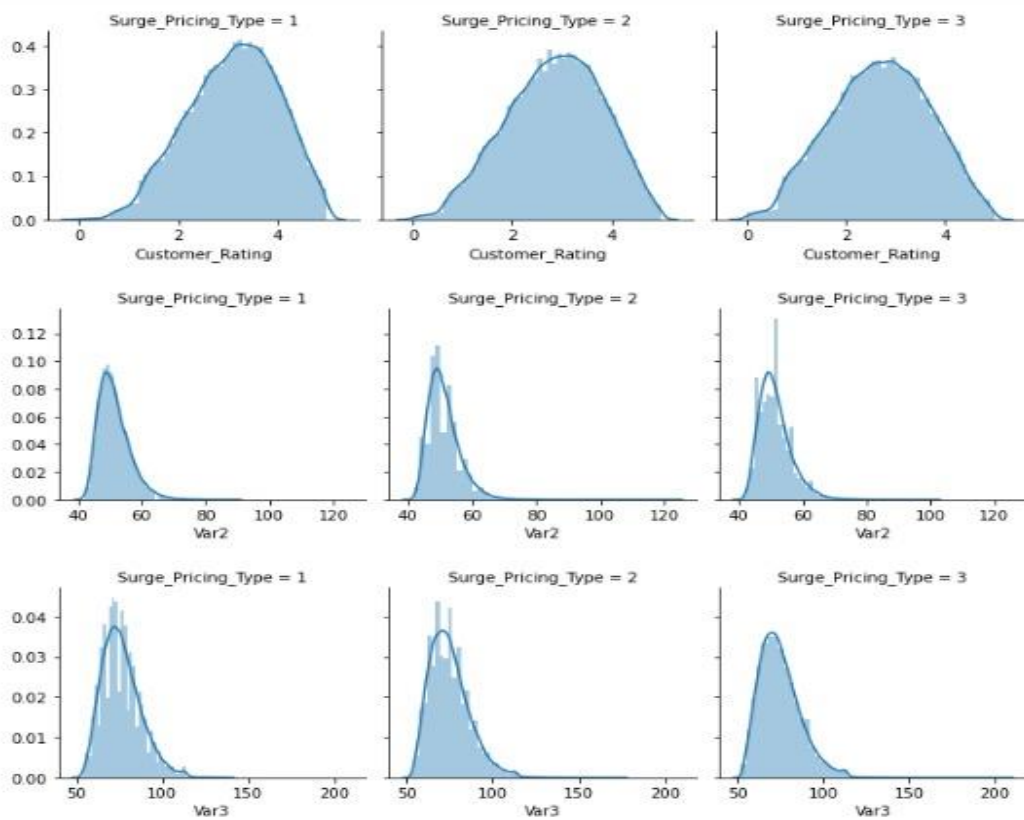 Surge_Pricing_Type = 1 Surge_Pricing_Type = 2 Surge_Pricing_Type = 3
0.4
0.3
0.2
0.1
0.0
0 2 4 0 2 4 0 2 4
Customer_Rating Customer_Rating Customer_Rating
Surge_Pricing_Type = 1 Surge_Pricing_Type = 2 Surge_Pricing_Type = 3
0.12
0.10
0.08
0.06
0.04
0.02
0.00
40 60 80 100 120 40 60 80 100 120 40 60 80 100 120
Var2 Var2 Var2
Surge_Pricing_Type = 1 Surge_Pricing_Type = 2 Surge_Pricing_Type = 3
0.04
0.03
0.02
0.01
0.00
50 100 150 200 50 100 150 200 50 100 150 200
Var3 Var3 Var3